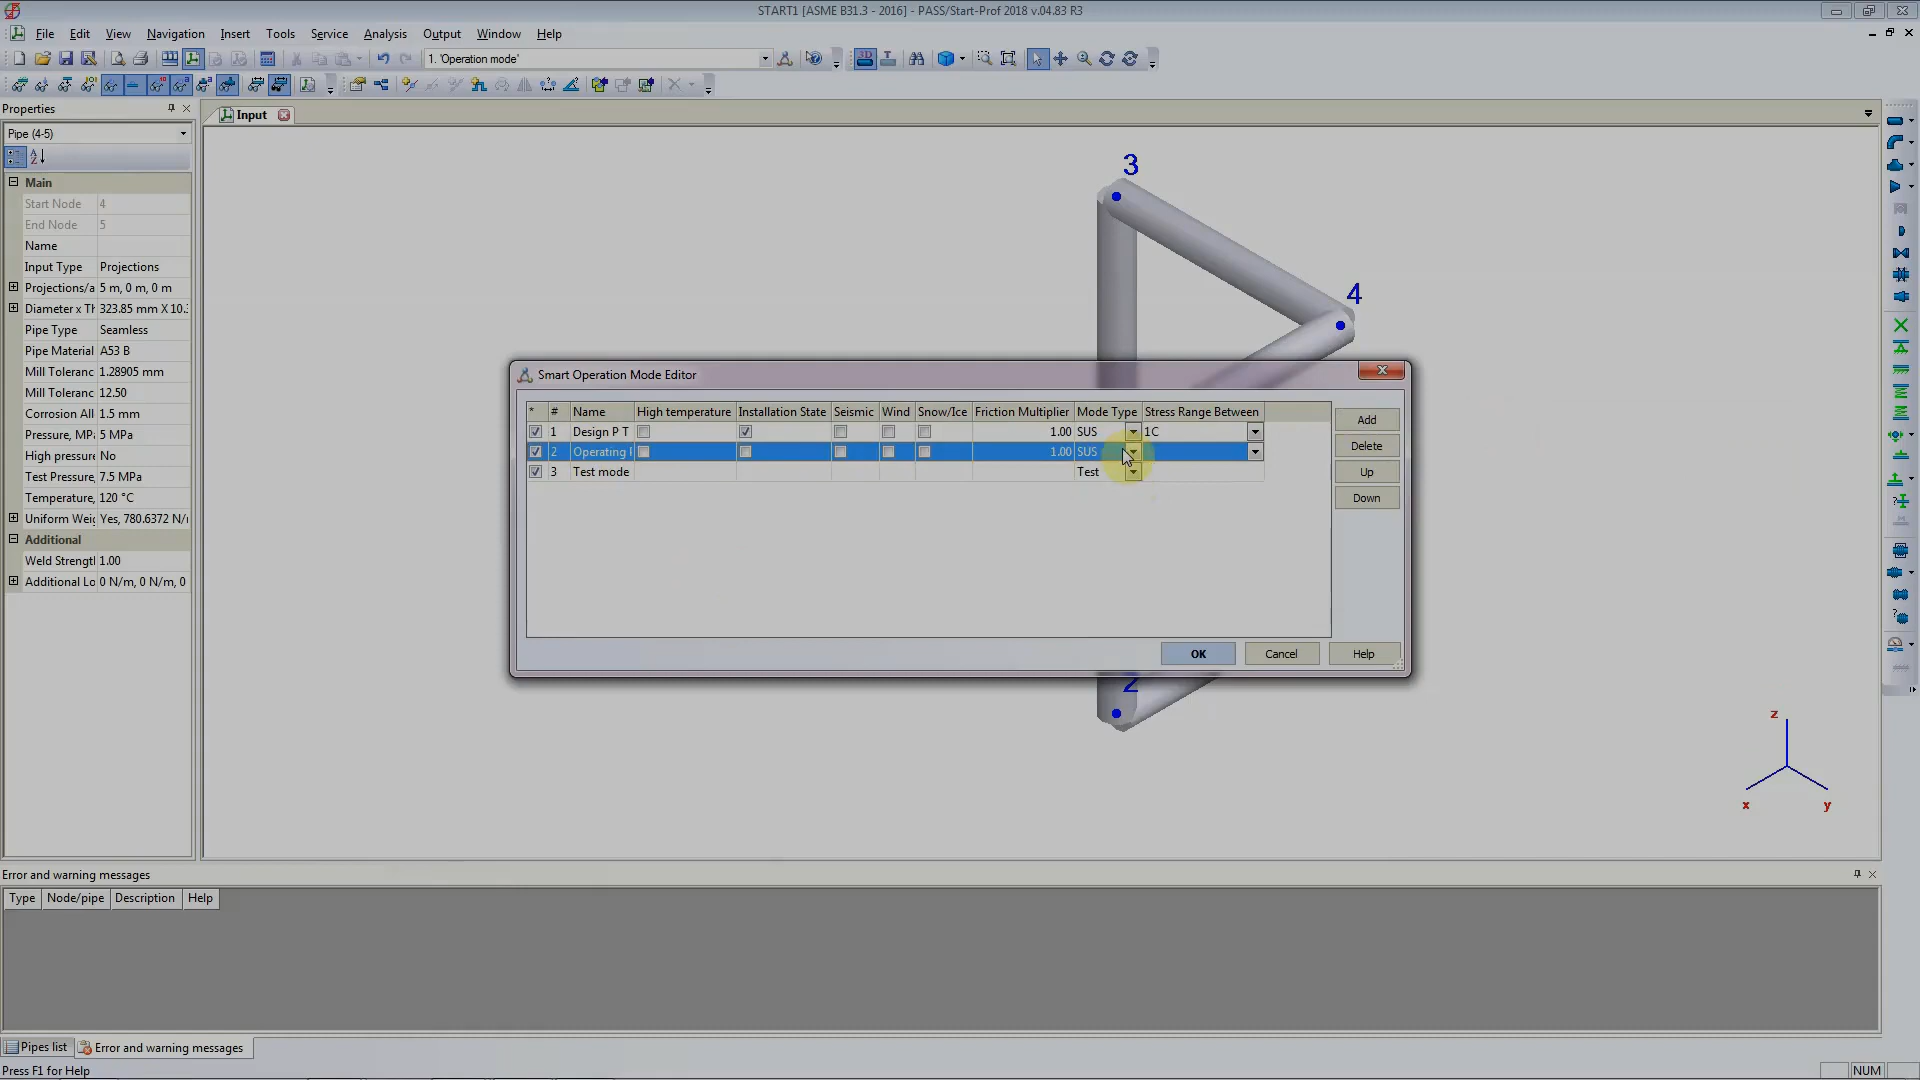 START1 [ASME B31.3 - 2016] - PASS/Start-Prof 2018 v.04.83 R3
File Edit View Navigation Insert Tools Service Analysis Output Window Help
1. 'Operation mode' 3D
Properties
Pipe (4-5)
Main
Start Node 4
End Node 5
Name
Input Type Projections
Projections/a 5 m, 0 m, 0 m
Diameter x Th 323.85 mm X 10.3
Pipe Type Seamless
Pipe Material A53 B
Mill Toleranc 1.28905 mm
Mill Toleranc 12.50
Corrosion All 1.5 mm
Pressure, MP 5 MPa
High pressure No
Test Pressure, 7.5 MPa
Temperature, 120 °C
Uniform Weig Yes, 780.6372 N/
Additional
Weld Strengt 1.00
Additional Lo 0 N/m, 0 N/m, 0
Input
3
4
Smart Operation Mode Editor
* # Name High temperature Installation State Seismic Wind Snow/Ice Friction Multiplier Mode Type Stress Range Between
1 Design P T 1.00 SUS 1C
2 Operating 1.00 SUS
3 Test mode Test
Add
Delete
Up
Down
OK Cancel Help
2
z
x y
Error and warning messages
Type Node/pipe Description Help
Pipes list Error and warning messages
Press F1 for Help NUM